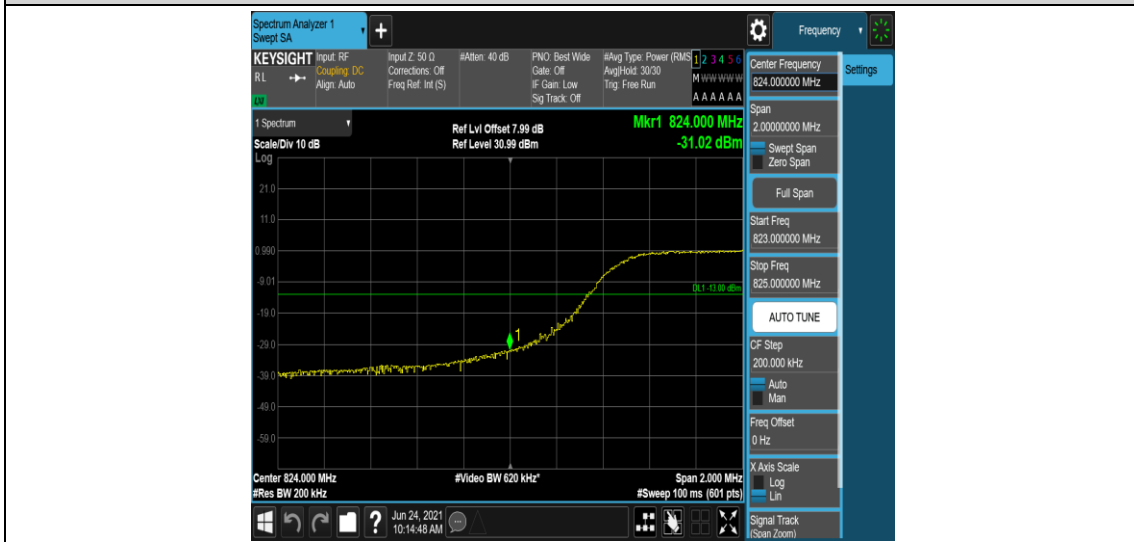 Spectrum Analyzer 1
Swept SA
+
Frequency
KEYSIGHT
RL
LXI
Input: RF
Coupling: DC
Align: Auto
Input Z: 50 Ω
Corrections: Off
Freq Ref: Int (S)
#Atten: 40 dB
PNO: Best Wide
Gate: Off
IF Gain: Low
Sig Track: Off
#Avg Type: Power (RMS
Avg|Hold: 30/30
Trig: Free Run
1 2 3 4 5 6
M W W W W W
A A A A A A
1 Spectrum
Scale/Div 10 dB
Log
Ref Lvl Offset 7.99 dB
Ref Level 30.99 dBm
Mkr1 824.000 MHz
-31.02 dBm
21.0
11.0
0.990
-9.01
DL1 -13.00 dBm
-19.0
-29.0
1
-39.0
-49.0
-59.0
Center 824.000 MHz
#Res BW 200 kHz
#Video BW 620 kHz*
Span 2.000 MHz
#Sweep 100 ms (601 pts)
Center Frequency
824.000000 MHz
Settings
Span
2.00000000 MHz
Swept Span
Zero Span
Full Span
Start Freq
823.000000 MHz
Stop Freq
825.000000 MHz
AUTO TUNE
CF Step
200.000 kHz
Auto
Man
Freq Offset
0 Hz
X Axis Scale
Log
Lin
Signal Track
(Span Zoom)
?
Jun 24, 2021
10:14:48 AM